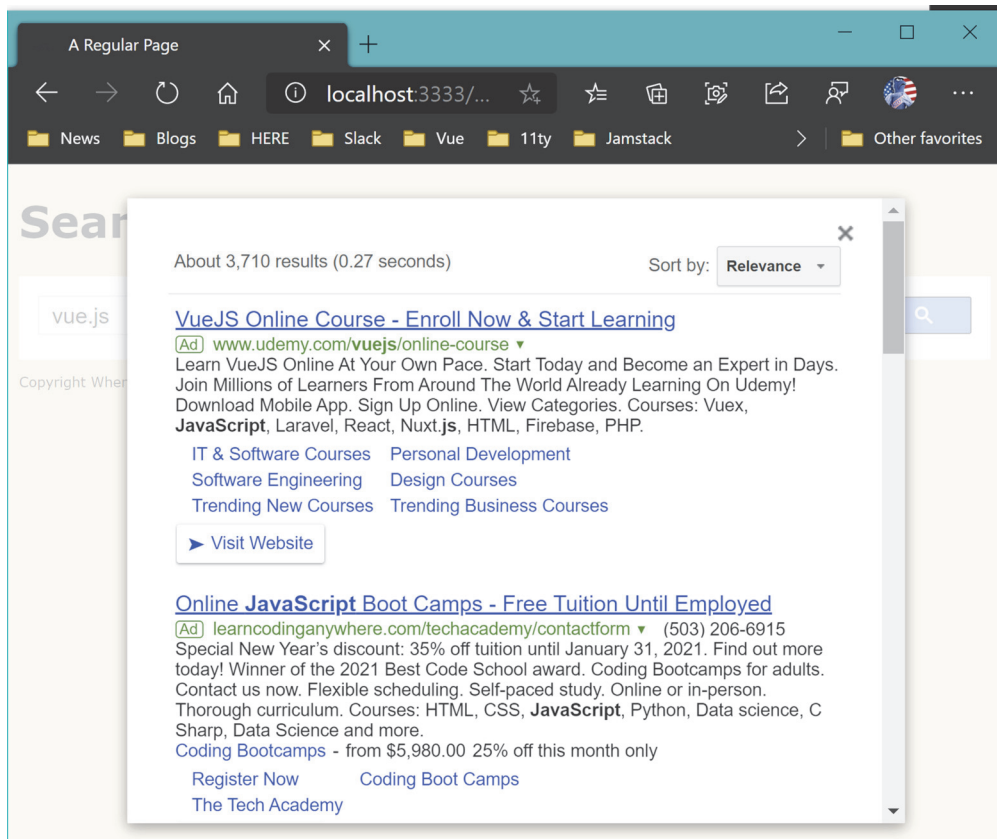 A Regular Page
localhost:3333/...
News Blogs HERE Slack Vue 11ty Jamstack Other favorites
Sear
About 3,710 results (0.27 seconds)
Sort by: Relevance
vue.js
VueJS Online Course - Enroll Now & Start Learning
Ad www.udemy.com/vuejs/online-course
Learn VueJS Online At Your Own Pace. Start Today and Become an Expert in Days.
Join Millions of Learners From Around The World Already Learning On Udemy!
Copyright Wher
Download Mobile App. Sign Up Online. View Categories. Courses: Vuex,
JavaScript, Laravel, React, Nuxt.js, HTML, Firebase, PHP.
IT & Software Courses Personal Development
Software Engineering Design Courses
Trending New Courses Trending Business Courses
Visit Website
Online JavaScript Boot Camps - Free Tuition Until Employed
Ad learncodinganywhere.com/techacademy/contactform (503) 206-6915
Special New Year's discount: 35% off tuition until January 31, 2021. Find out more
today! Winner of the 2021 Best Code School award. Coding Bootcamps for adults.
Contact us now. Flexible scheduling. Self-paced study. Online or in-person.
Thorough curriculum. Courses: HTML, CSS, JavaScript, Python, Data science, C
Sharp, Data Science and more.
Coding Bootcamps - from $5,980.00 25% off this month only
Register Now Coding Boot Camps
The Tech Academy